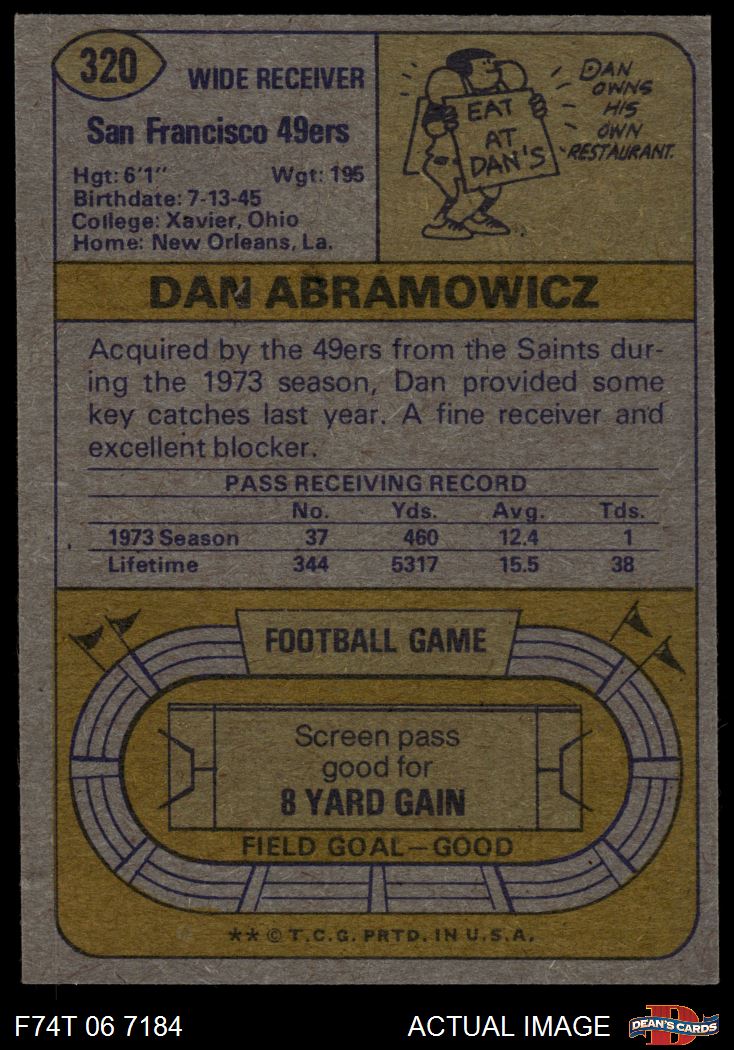 320
WIDE RECEIVER
San Francisco 49ers
Hgt: 6'1" Wgt: 195
Birthdate: 7-13-45
College: Xavier, Ohio
Home: New Orleans, La.
EAT
AT
DAN'S
DAN
OWNS
HIS
OWN
RESTAURANT.
DAN ABRAMOWICZ
Acquired by the 49ers from the Saints dur-
ing the 1973 season, Dan provided some
key catches last year. A fine receiver and
excellent blocker.
PASS RECEIVING RECORD
No. Yds. Avg. Tds.
1973 Season 37 460 12.4 1
Lifetime 344 5317 15.5 38
FOOTBALL GAME
Screen pass
good for
8 YARD GAIN
FIELD GOAL—GOOD
** © T.C.G. PRTD. IN U.S.A.
F74T 06 7184 ACTUAL IMAGE
D
DEAN'S CARDS